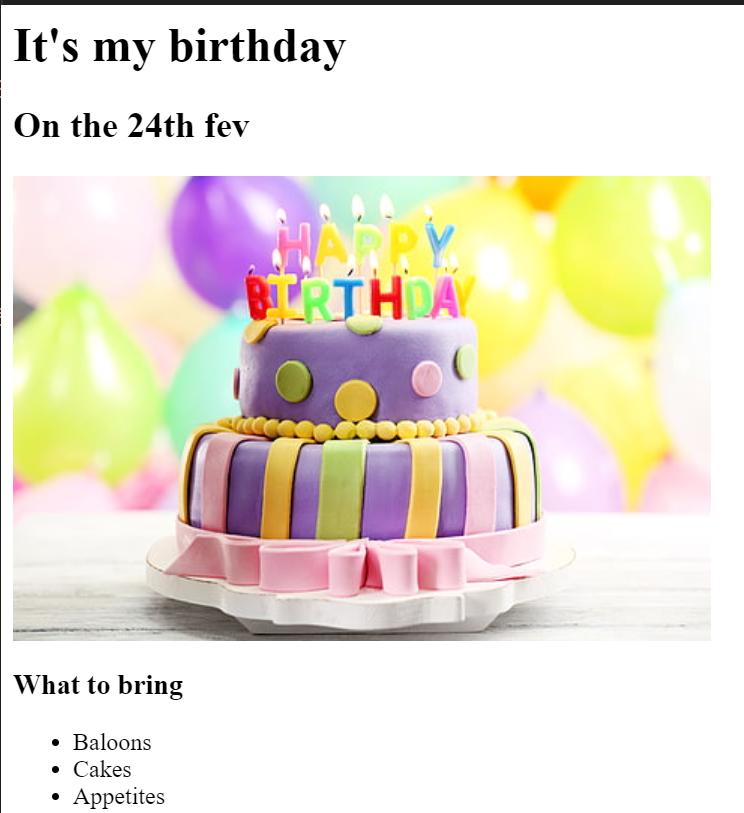 It's my birthday
On the 24th fev
HAPPY
BIRTHDAY
What to bring
Baloons
Cakes
Appetites